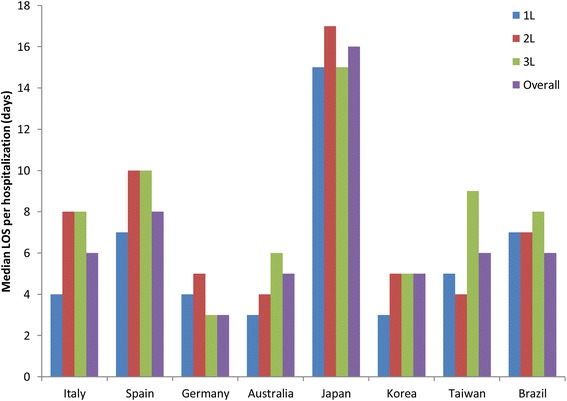 Median LOS per hospitalization (days)
18
16
14
12
10
8
6
4
2
0
Italy Spain Germany Australia Japan Korea Taiwan Brazil
1L
2L
3L
Overall